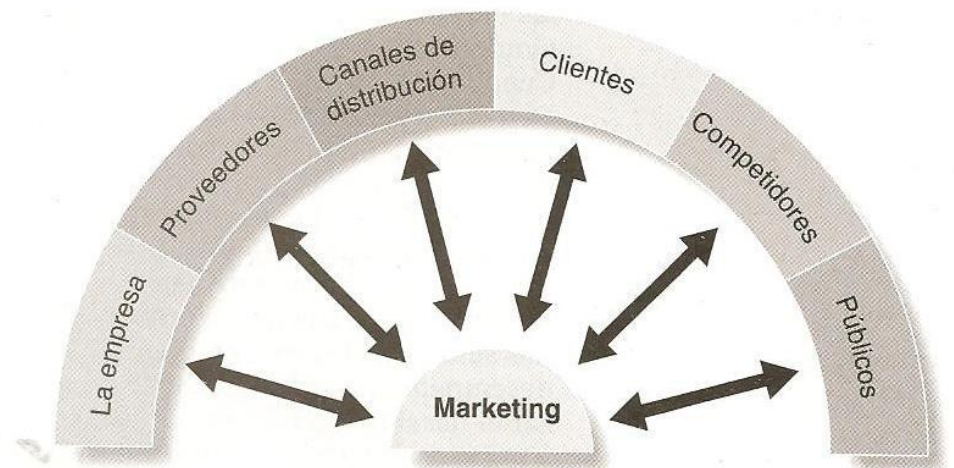 La empresa
Proveedores
Canales de
distribución
Clientes
Competidores
Públicos
Marketing